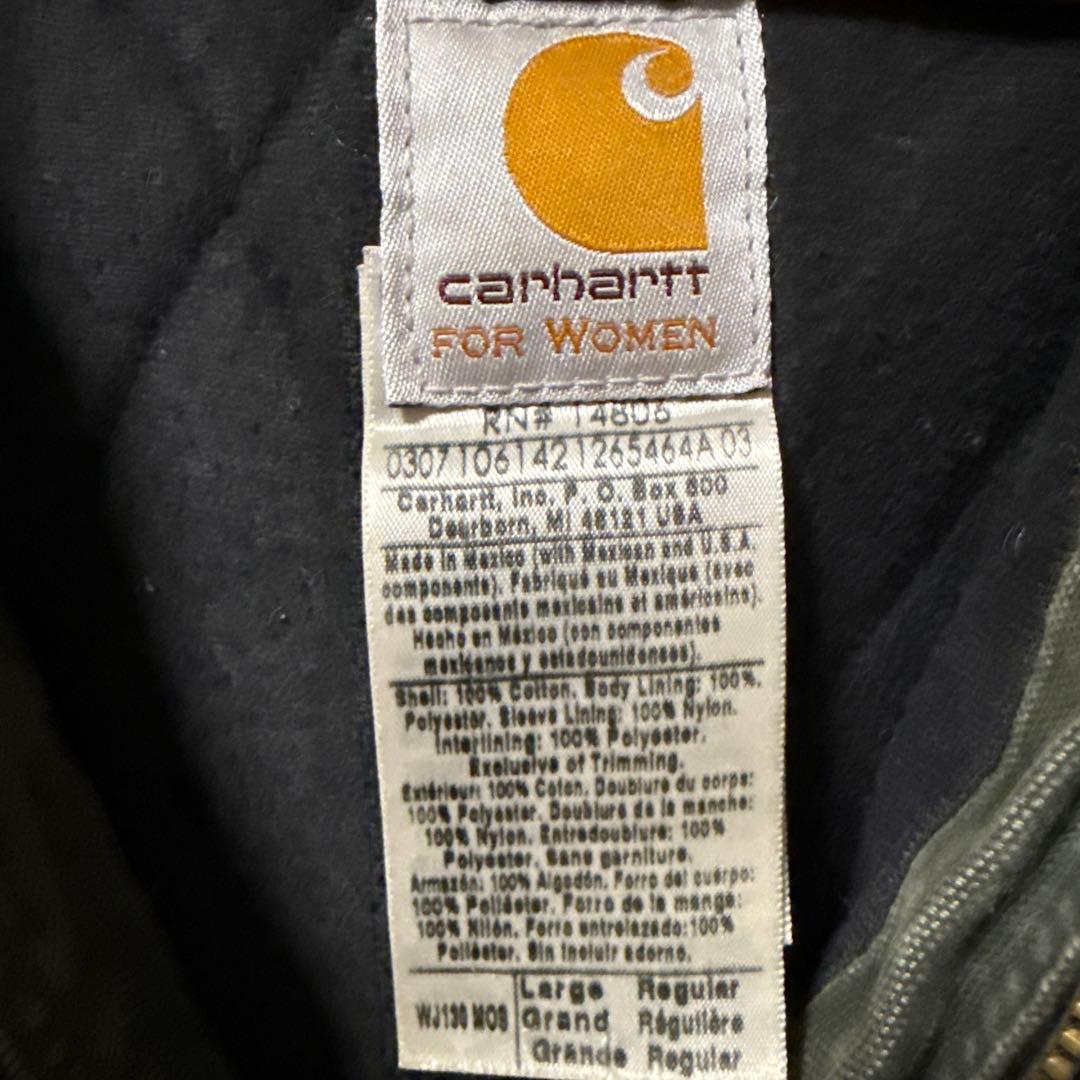 carhartt
FOR WOMEN
RN# 14806
0307106142 1265464A 03
Carhartt, Inc. P. O. Box 600
Dearborn, MI 48121 USA
Made in Mexico (with Mexican and U.S.A.
components). Fabriqué au Mexique (avec
des composants mexicains et américains).
Hecho en México (con componentes
mexicanos y estadounidenses).
Shell: 100% Cotton. Body Lining: 100%.
Polyester. Sleeve Lining: 100% Nylon.
Interlining: 100% Polyester.
Exclusive of Trimming.
Extérieur: 100% Coton. Doublure du corps:
100% Polyester. Doublure de la manche:
100% Nylon. Entredoublure: 100%
Polyester. Sans garniture.
Armazón: 100% Algodón. Forro del cuerpo:
100% Poliéster. Forro de la manga:
100% Nilón. Forro entrelazado:100%
Poliéster. Sin incluir adorno.
WJ130 MOS
Large Regular
Grand Régulière
Grande Regular